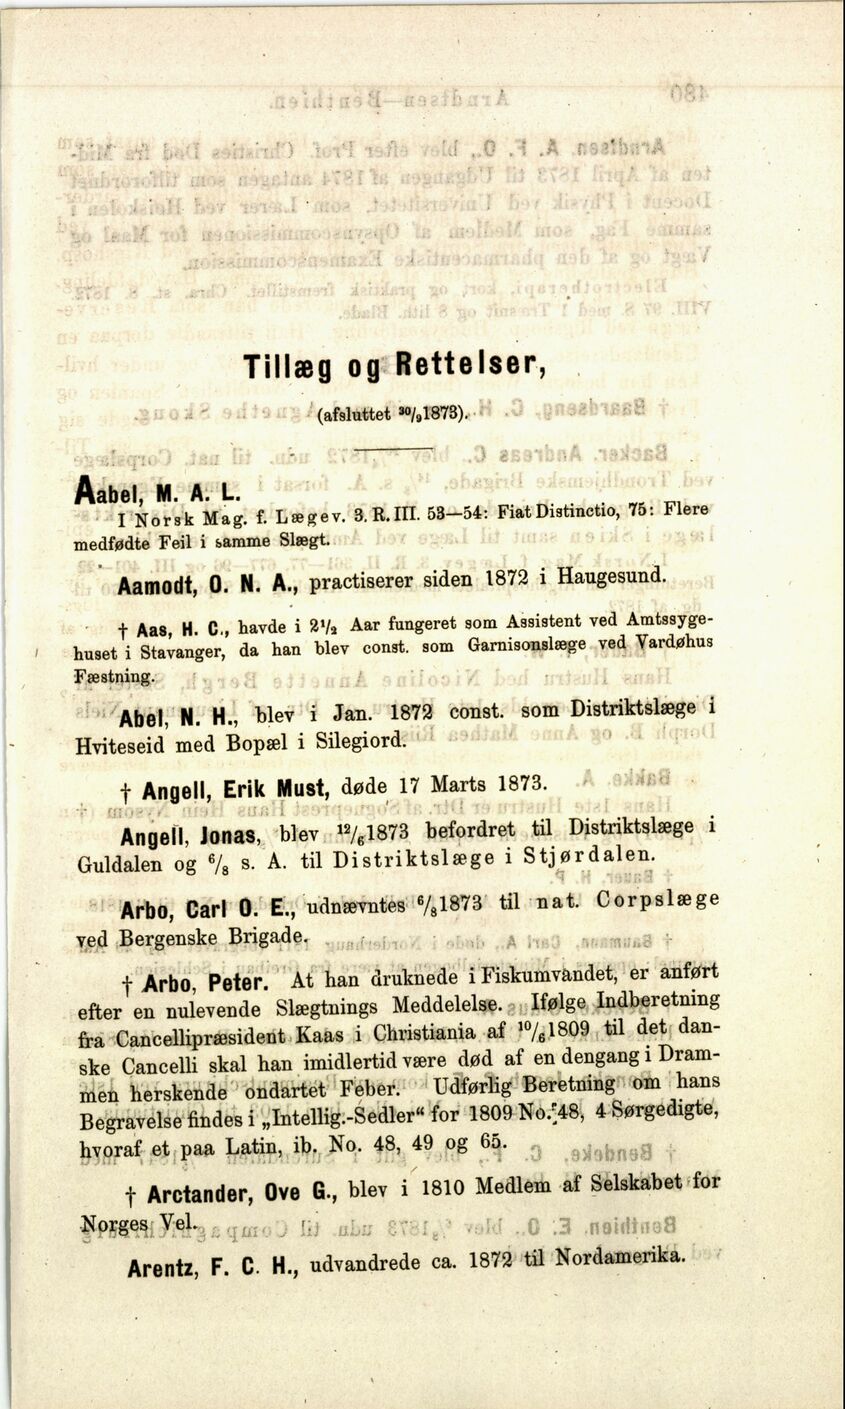 Tillæg og Rettelser,
(afsluttet ³⁰/₉1873).
Aabel, M. A. L.
I Norsk Mag. f. Lægev. 3. R. III. 53—54: Fiat Distinctio, 75: Flere
medfødte Feil i samme Slægt.
Aamodt, O. N. A., practiserer siden 1872 i Haugesund.
† Aas, H. C., havde i 2¹/₂ Aar fungeret som Assistent ved Amtssyge-
huset i Stavanger, da han blev const. som Garnisonslæge ved Vardøhus
Fæstning.
Abel, N. H., blev i Jan. 1872 const. som Distriktslæge i
Hviteseid med Bopæl i Silegiord.
† Angell, Erik Must, døde 17 Marts 1873.
Angell, Jonas, blev ¹²/₆1873 befordret til Distriktslæge i
Guldalen og ⁶/₈ s. A. til Distriktslæge i Stjørdalen.
Arbo, Carl O. E., udnævntes ⁶/₈1873 til nat. Corpslæge
ved Bergenske Brigade.
† Arbo, Peter. At han druknede i Fiskumvandet, er anført
efter en nulevende Slægtnings Meddelelse. Ifølge Indberetning
fra Cancellipræsident Kaas i Christiania af ¹⁰/₆1809 til det dan-
ske Cancelli skal han imidlertid være død af en dengang i Dram-
men herskende ondartet Feber. Udførlig Beretning om hans
Begravelse findes i „Intellig.-Sedler“ for 1809 No. 48, 4 Sørgedigte,
hvoraf et paa Latin, ib. No. 48, 49 og 65.
† Arctander, Ove G., blev i 1810 Medlem af Selskabet for
Norges Vel.
Arentz, F. C. H., udvandrede ca. 1872 til Nordamerika.